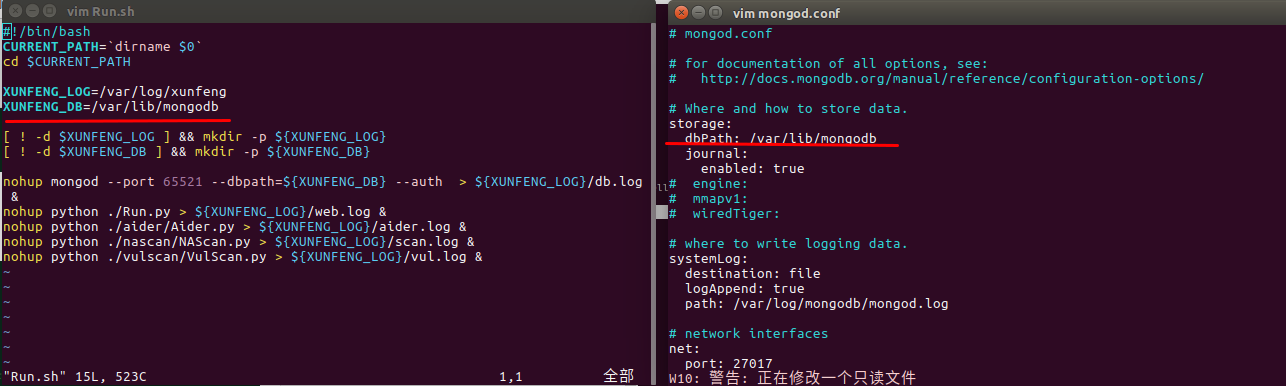 vim Run.sh
#!/bin/bash
CURRENT_PATH=`dirname $0`
cd $CURRENT_PATH
XUNFENG_LOG=/var/log/xunfeng
XUNFENG_DB=/var/lib/mongodb
[ ! -d $XUNFENG_LOG ] && mkdir -p ${XUNFENG_LOG}
[ ! -d $XUNFENG_DB ] && mkdir -p ${XUNFENG_DB}
nohup mongod --port 65521 --dbpath=${XUNFENG_DB} --auth  > ${XUNFENG_LOG}/db.log
 &
nohup python ./Run.py > ${XUNFENG_LOG}/web.log &
nohup python ./aider/Aider.py > ${XUNFENG_LOG}/aider.log &
nohup python ./nascan/NAScan.py > ${XUNFENG_LOG}/scan.log &
nohup python ./vulscan/VulScan.py > ${XUNFENG_LOG}/vul.log &
~
~
~
~
~
~
~
"Run.sh" 15L, 523C 1,1 全部
ll
vim mongod.conf
# mongod.conf
# for documentation of all options, see:
#   http://docs.mongodb.org/manual/reference/configuration-options/
# Where and how to store data.
storage:
  dbPath: /var/lib/mongodb
  journal:
    enabled: true
#  engine:
#  mmapv1:
#  wiredTiger:
# where to write logging data.
systemLog:
  destination: file
  logAppend: true
  path: /var/log/mongodb/mongod.log
# network interfaces
net:
  port: 27017
W10: 警告: 正在修改一个只读文件